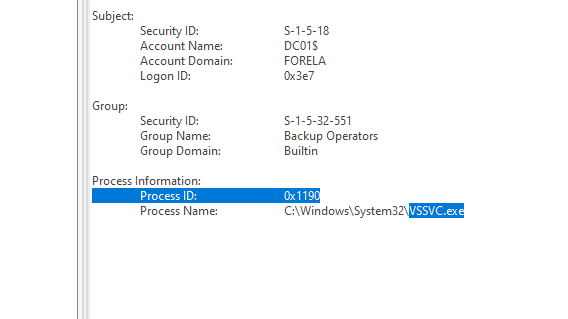 Subject:
Security ID: S-1-5-18
Account Name: DC01$
Account Domain: FORELA
Logon ID: 0x3e7
Group:
Security ID: S-1-5-32-551
Group Name: Backup Operators
Group Domain: Builtin
Process Information:
Process ID: 0x1190
Process Name: C:\Windows\System32\VSSVC.exe